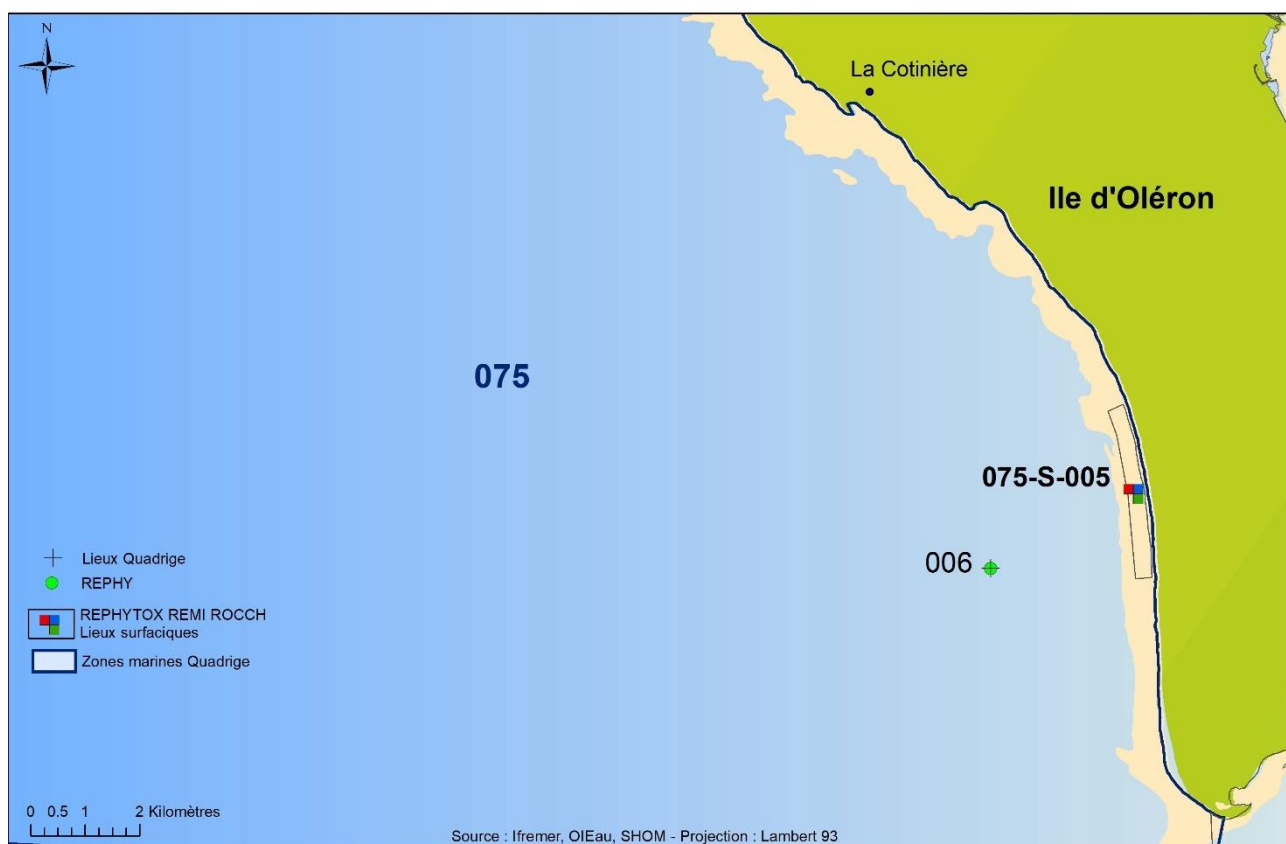 N
La Cotinière
Ile d'Oléron
075
075-S-005
006
Lieux Quadrige
REPHY
REPHYTOX REMI ROCCH
Lieux surfaciques
Zones marines Quadrige
0 0.5 1 2 Kilomètres
Source : Ifremer, OIEau, SHOM - Projection : Lambert 93